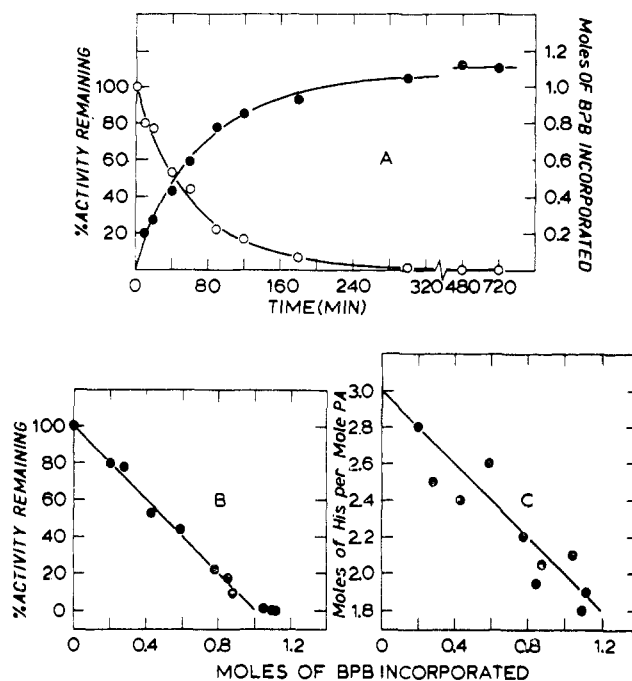 %ACTIVITY REMAINING
100
80
60
40
20
Moles OF BPB INCORPORATED
1.2
1.0
0.8
0.6
0.4
0.2
A
0 80 160 240 320 480 720
TIME(MIN)
%ACTIVITY REMAINING
100
80
60
40
20
0
B
0 0.4 0.8 1.2
Moles of His per Mole PA
3.0
2.8
2.6
2.4
2.2
2.0
1.8
C
0 0.4 0.8 1.2
MOLES OF BPB INCORPORATED